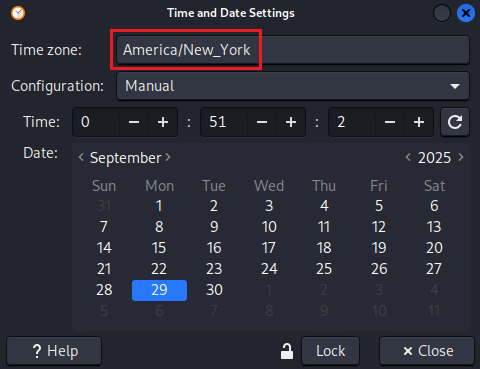 Time and Date Settings
Time zone: America/New_York
Configuration: Manual
Time: 0 − + : 51 − + : 2 − +
Date: ‹ September › ‹ 2025 ›
Sun Mon Tue Wed Thu Fri Sat
31 1 2 3 4 5 6
7 8 9 10 11 12 13
14 15 16 17 18 19 20
21 22 23 24 25 26 27
28 29 30 1 2 3 4
5 6 7 8 9 10 11
? Help Lock × Close